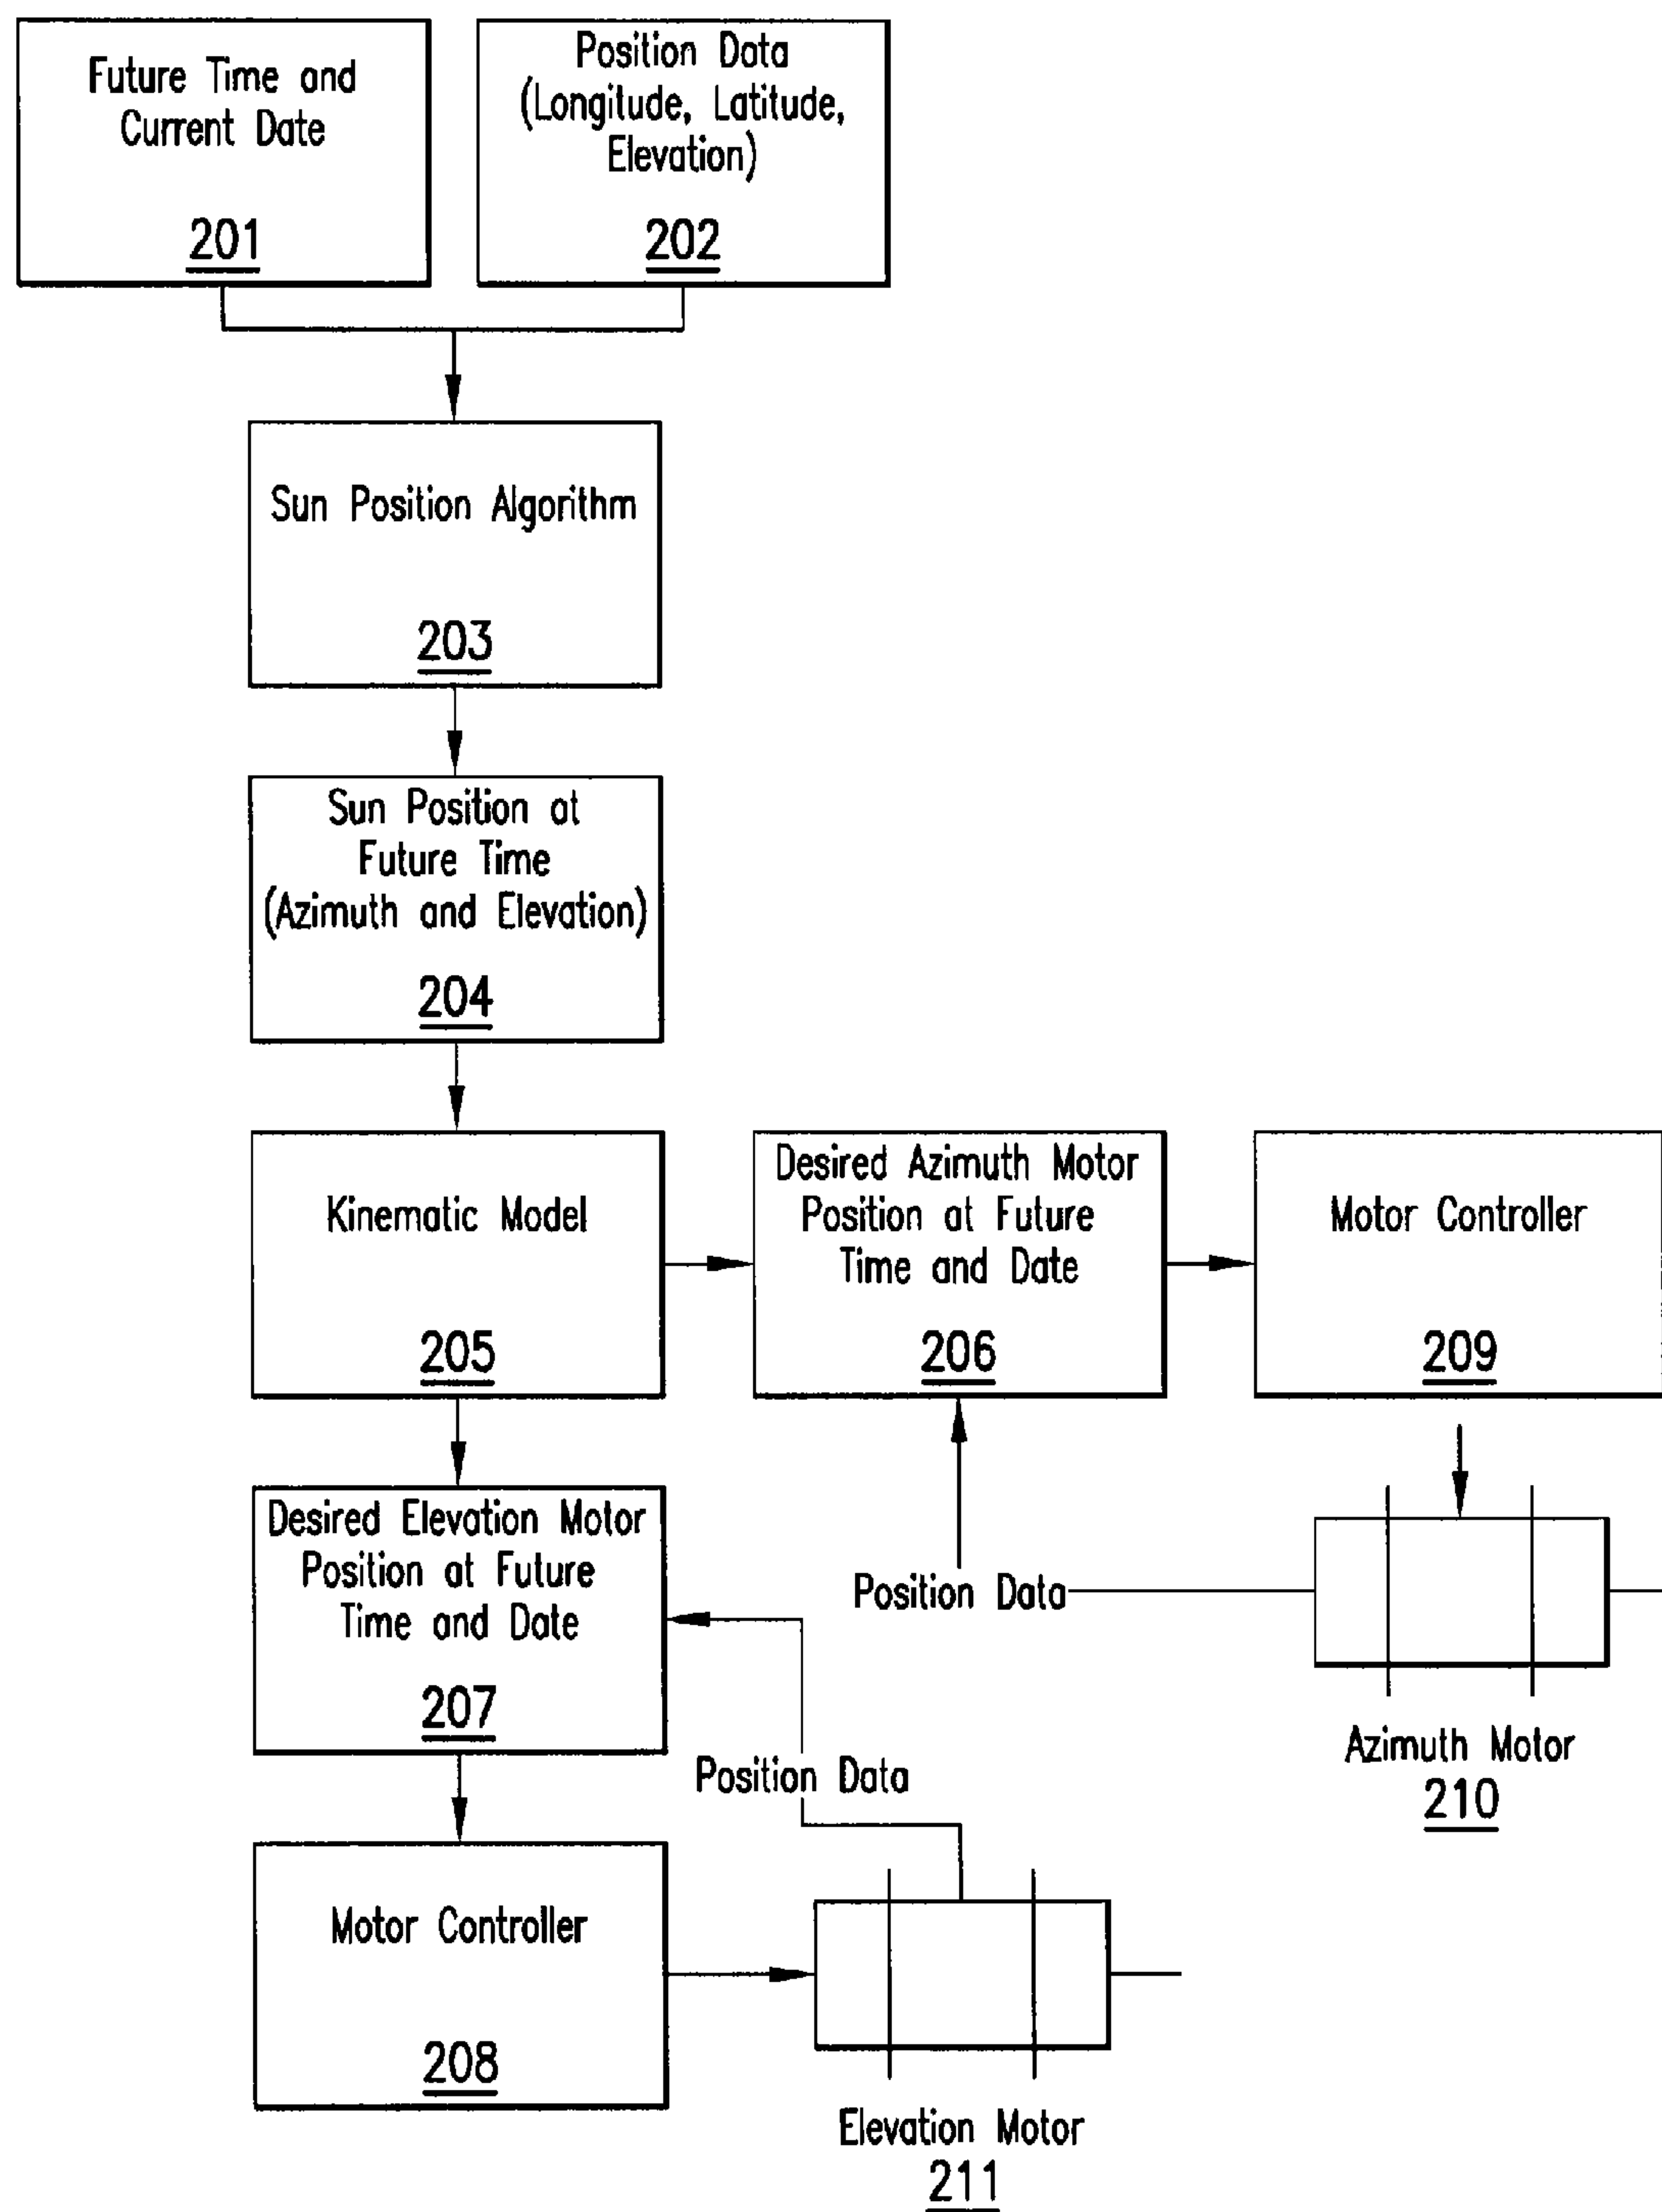 Future Time and
Current Date
201
Position Data
(Longitude, Latitude,
Elevation)
202
Sun Position Algorithm
203
Sun Position at
Future Time
(Azimuth and Elevation)
204
Kinematic Model
205
Desired Azimuth Motor
Position at Future
Time and Date
206
Motor Controller
209
Desired Elevation Motor
Position at Future
Time and Date
207
Position Data
Azimuth Motor
210
Position Data
Motor Controller
208
Elevation Motor
211